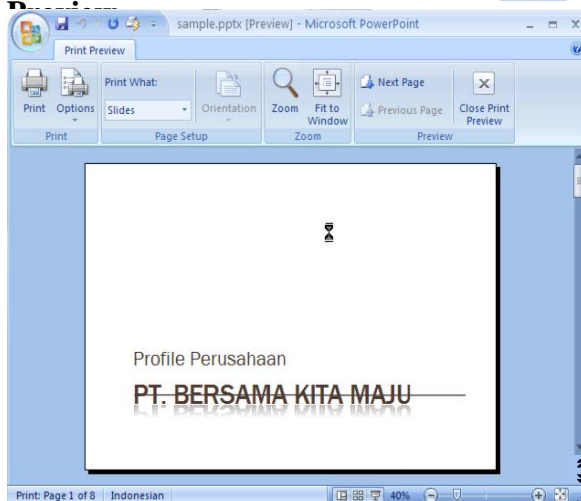 Preview
sample.pptx [Preview] - Microsoft PowerPoint
Print Preview
Print What:
Slides
Print
Options
Orientation
Zoom
Fit to
Window
Next Page
Previous Page
Close Print
Preview
Print
Page Setup
Zoom
Preview
Profile Perusahaan
PT. BERSAMA KITA MAJU
Print: Page 1 of 8
Indonesian
40%